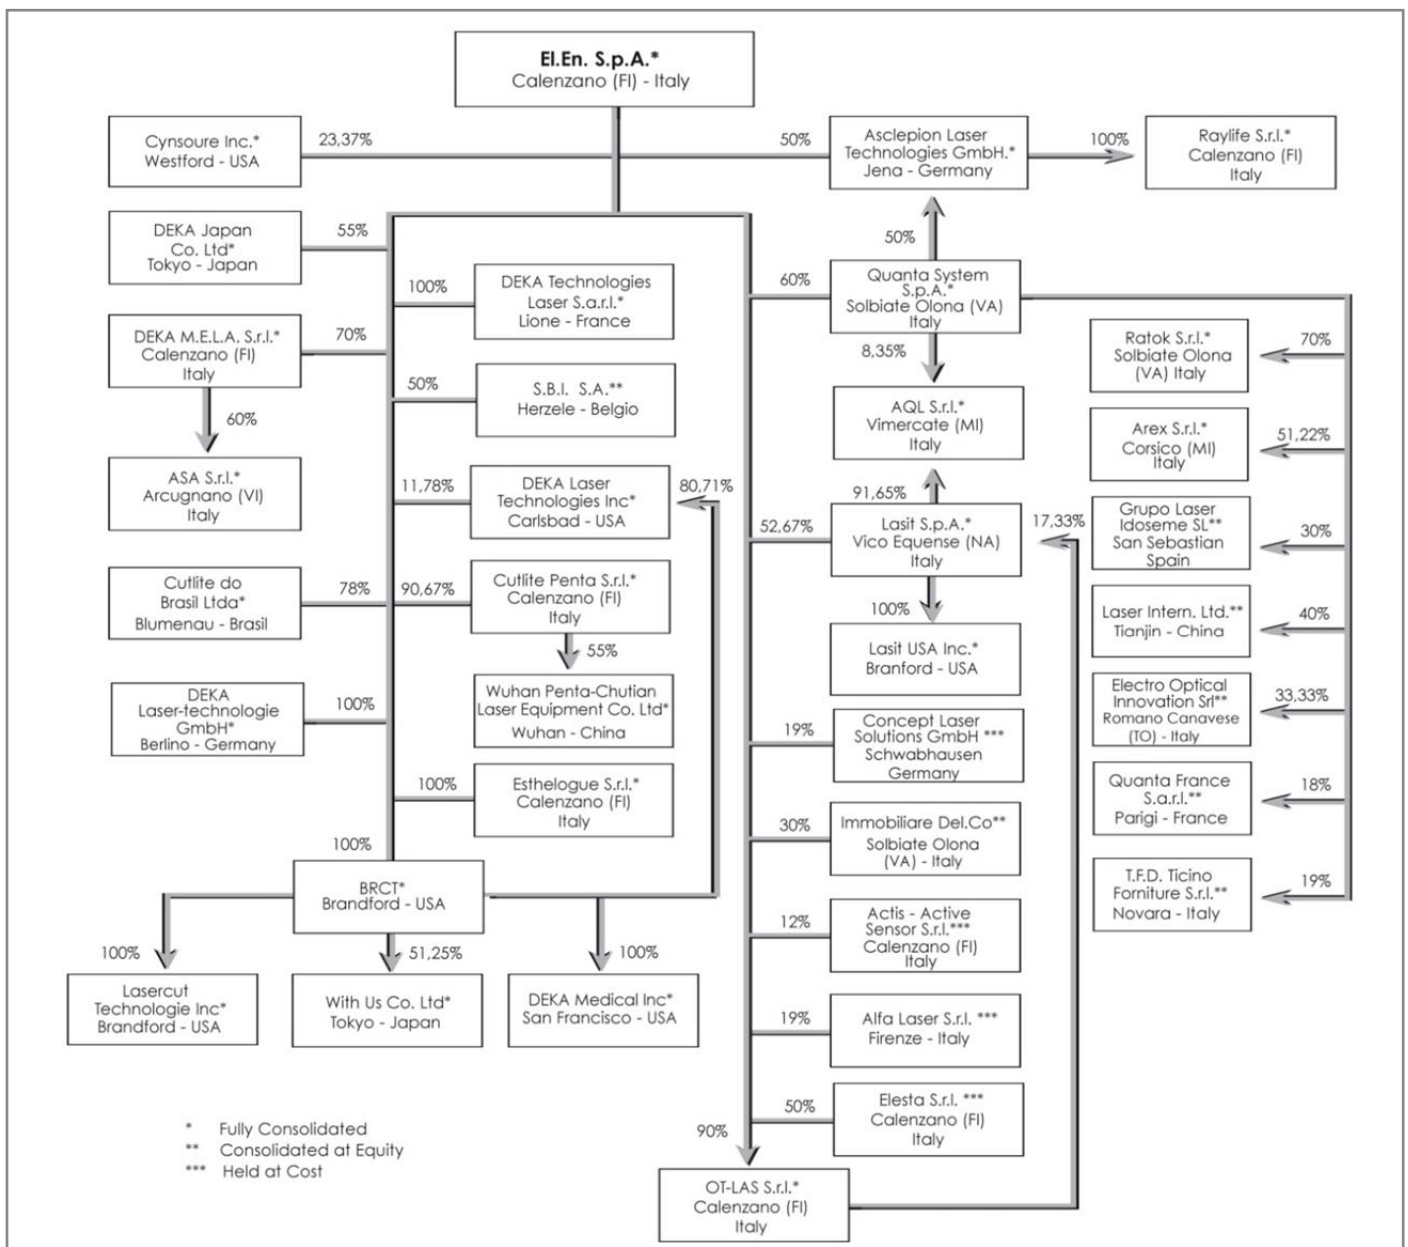 El.En. S.p.A.*
Calenzano (FI) - Italy
Cynsoure Inc.*
Westford - USA
23,37%
50%
Asclepion Laser
Technologies GmbH.*
Jena - Germany
100%
Raylife S.r.l.*
Calenzano (FI)
Italy
DEKA Japan
Co. Ltd*
Tokyo - Japan
55%
50%
100%
DEKA Technologies
Laser S.a.r.l.*
Lione - France
60%
Quanta System
S.p.A.*
Solbiate Olona (VA)
Italy
DEKA M.E.L.A. S.r.l.*
Calenzano (FI)
Italy
70%
8,35%
Ratok S.r.l.*
Solbiate Olona
(VA) Italy
70%
60%
50%
S.B.I. S.A.**
Herzele - Belgio
AQL S.r.l.*
Vimercate (MI)
Italy
Arex S.r.l.*
Corsico (MI)
Italy
51,22%
ASA S.r.l.*
Arcugnano (VI)
Italy
11,78%
DEKA Laser
Technologies Inc*
Carlsbad - USA
80,71%
91,65%
52,67%
Lasit S.p.A.*
Vico Equense (NA)
Italy
17,33%
Grupo Laser
Idoseme SL**
San Sebastian
Spain
30%
Cutlite do
Brasil Ltda*
Blumenau - Brasil
78%
90,67%
Cutlite Penta S.r.l.*
Calenzano (FI)
Italy
100%
Laser Intern. Ltd.**
Tianjin - China
40%
55%
Lasit USA Inc.*
Branford - USA
DEKA
Laser-technologie
GmbH*
Berlino - Germany
100%
Wuhan Penta-Chutian
Laser Equipment Co. Ltd*
Wuhan - China
Electro Optical
Innovation Srl**
Romano Canavese
(TO) - Italy
33,33%
19%
Concept Laser
Solutions GmbH ***
Schwabhausen
Germany
100%
Esthelogue S.r.l.*
Calenzano (FI)
Italy
Quanta France
S.a.r.l.**
Parigi - France
18%
30%
Immobiliare Del.Co**
Solbiate Olona
(VA) - Italy
100%
BRCT*
Brandford - USA
T.F.D. Ticino
Forniture S.r.l.**
Novara - Italy
19%
12%
Actis - Active
Sensor S.r.l.***
Calenzano (FI)
Italy
100%
51,25%
100%
Lasercut
Technologie Inc*
Brandford - USA
With Us Co. Ltd*
Tokyo - Japan
DEKA Medical Inc*
San Francisco - USA
19%
Alfa Laser S.r.l. ***
Firenze - Italy
50%
Elesta S.r.l. ***
Calenzano (FI)
Italy
* Fully Consolidated
** Consolidated at Equity
*** Held at Cost
90%
OT-LAS S.r.l.*
Calenzano (FI)
Italy